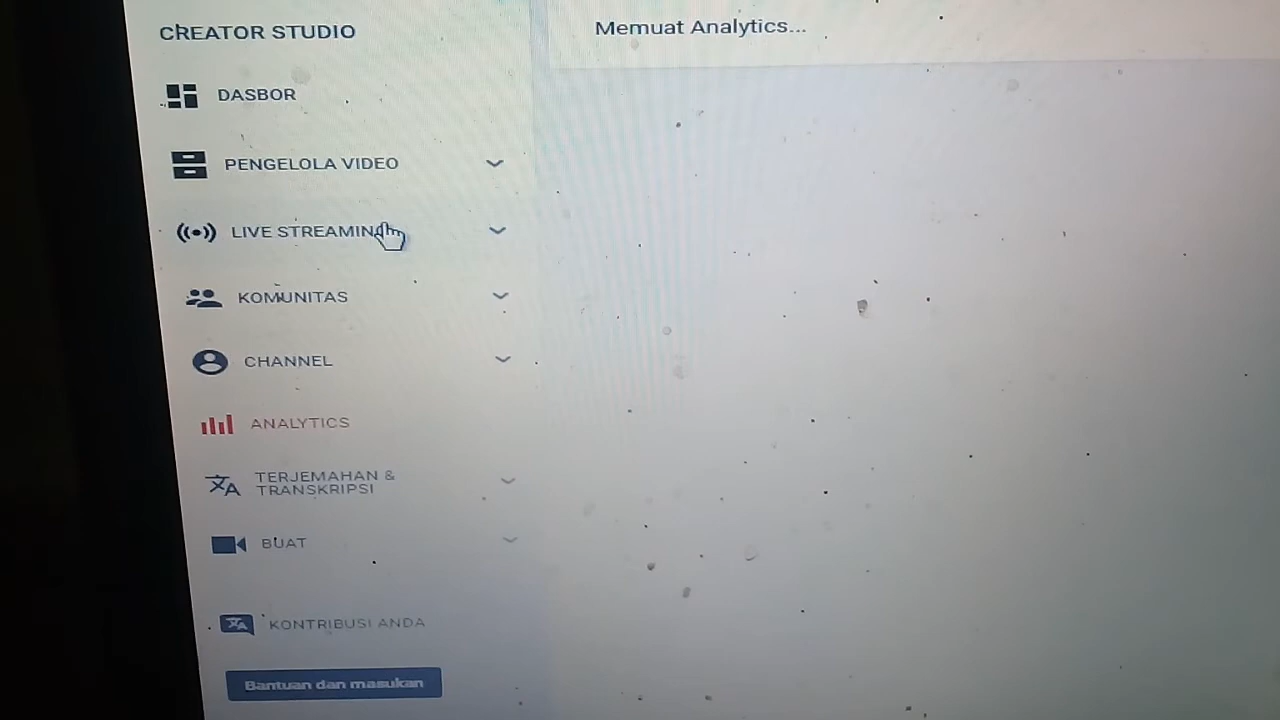 CREATOR STUDIO
Memuat Analytics...
DASBOR
PENGELOLA VIDEO
LIVE STREAMING
KOMUNITAS
CHANNEL
ANALYTICS
TERJEMAHAN &
TRANSKRIPSI
BUAT
KONTRIBUSI ANDA
Bantuan dan masukan